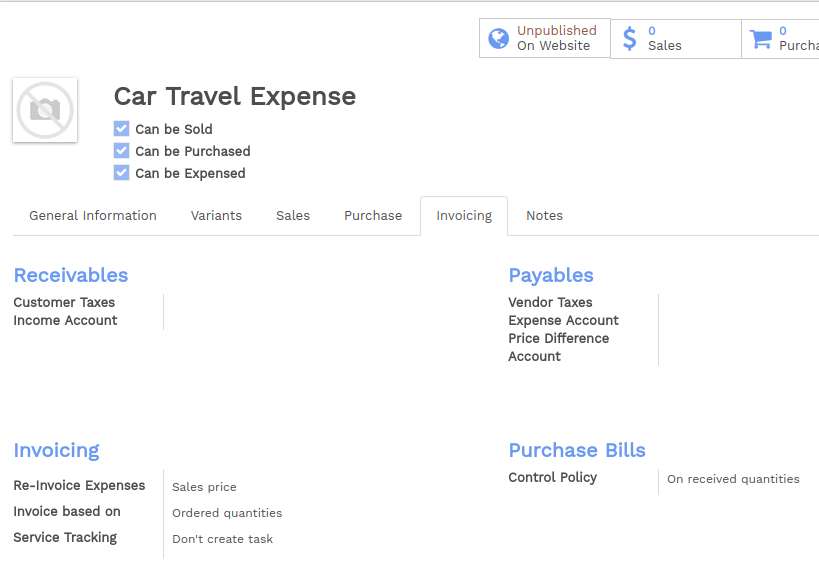 Unpublished
On Website
0
Sales
0
Car Travel Expense
Can be Sold
Can be Purchased
Can be Expensed
General Information Variants Sales Purchase Invoicing Notes
Receivables
Customer Taxes
Income Account
Payables
Vendor Taxes
Expense Account
Price Difference
Account
Invoicing
Re-Invoice Expenses Sales price
Invoice based on Ordered quantities
Service Tracking Don't create task
Purchase Bills
Control Policy On received quantities